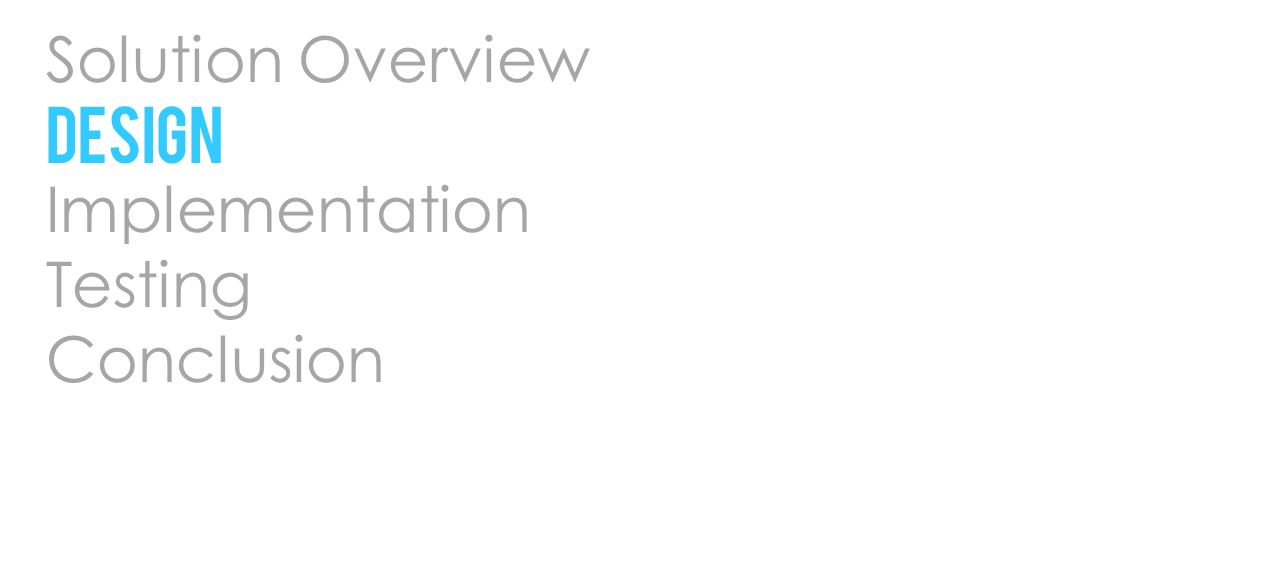 Solution Overview
DESIGN
Implementation
Testing
Conclusion